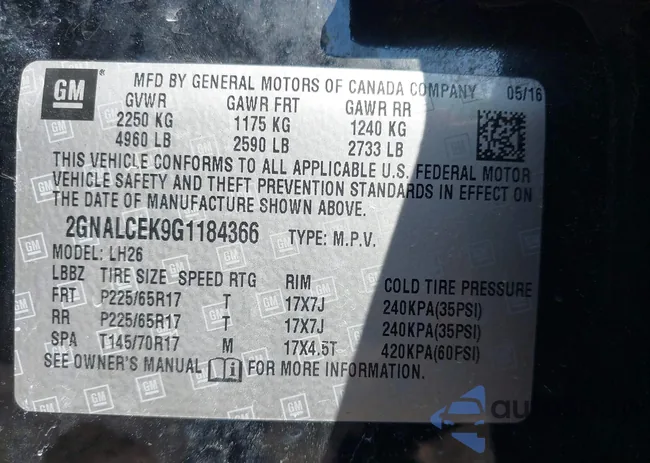 GM
MFD BY GENERAL MOTORS OF CANADA COMPANY 05/16
GVWR GAWR FRT GAWR RR
2250 KG 1175 KG 1240 KG
4960 LB 2590 LB 2733 LB
THIS VEHICLE CONFORMS TO ALL APPLICABLE U.S. FEDERAL MOTOR
VEHICLE SAFETY AND THEFT PREVENTION STANDARDS IN EFFECT ON
THE DATE OF MANUFACTURE SHOWN ABOVE.
2GNALCEK9G1184366 TYPE: M.P.V.
MODEL: LH26
LBBZ TIRE SIZE SPEED RTG RIM COLD TIRE PRESSURE
FRT P225/65R17 T 17X7J 240KPA(35PSI)
RR P225/65R17 T 17X7J 240KPA(35PSI)
SPA T145/70R17 M 17X4.5T 420KPA(60PSI)
SEE OWNER'S MANUAL FOR MORE INFORMATION.